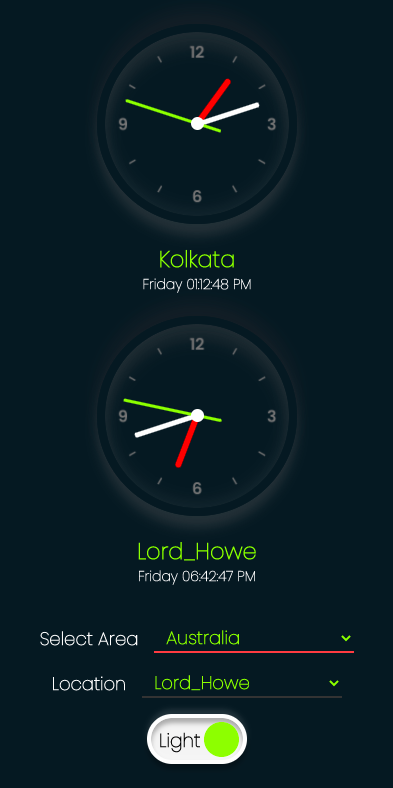 12
9 3
6
Kolkata
Friday 01:12:48 PM
12
9 3
6
Lord_Howe
Friday 06:42:47 PM
Select Area Australia
Location Lord_Howe
Light